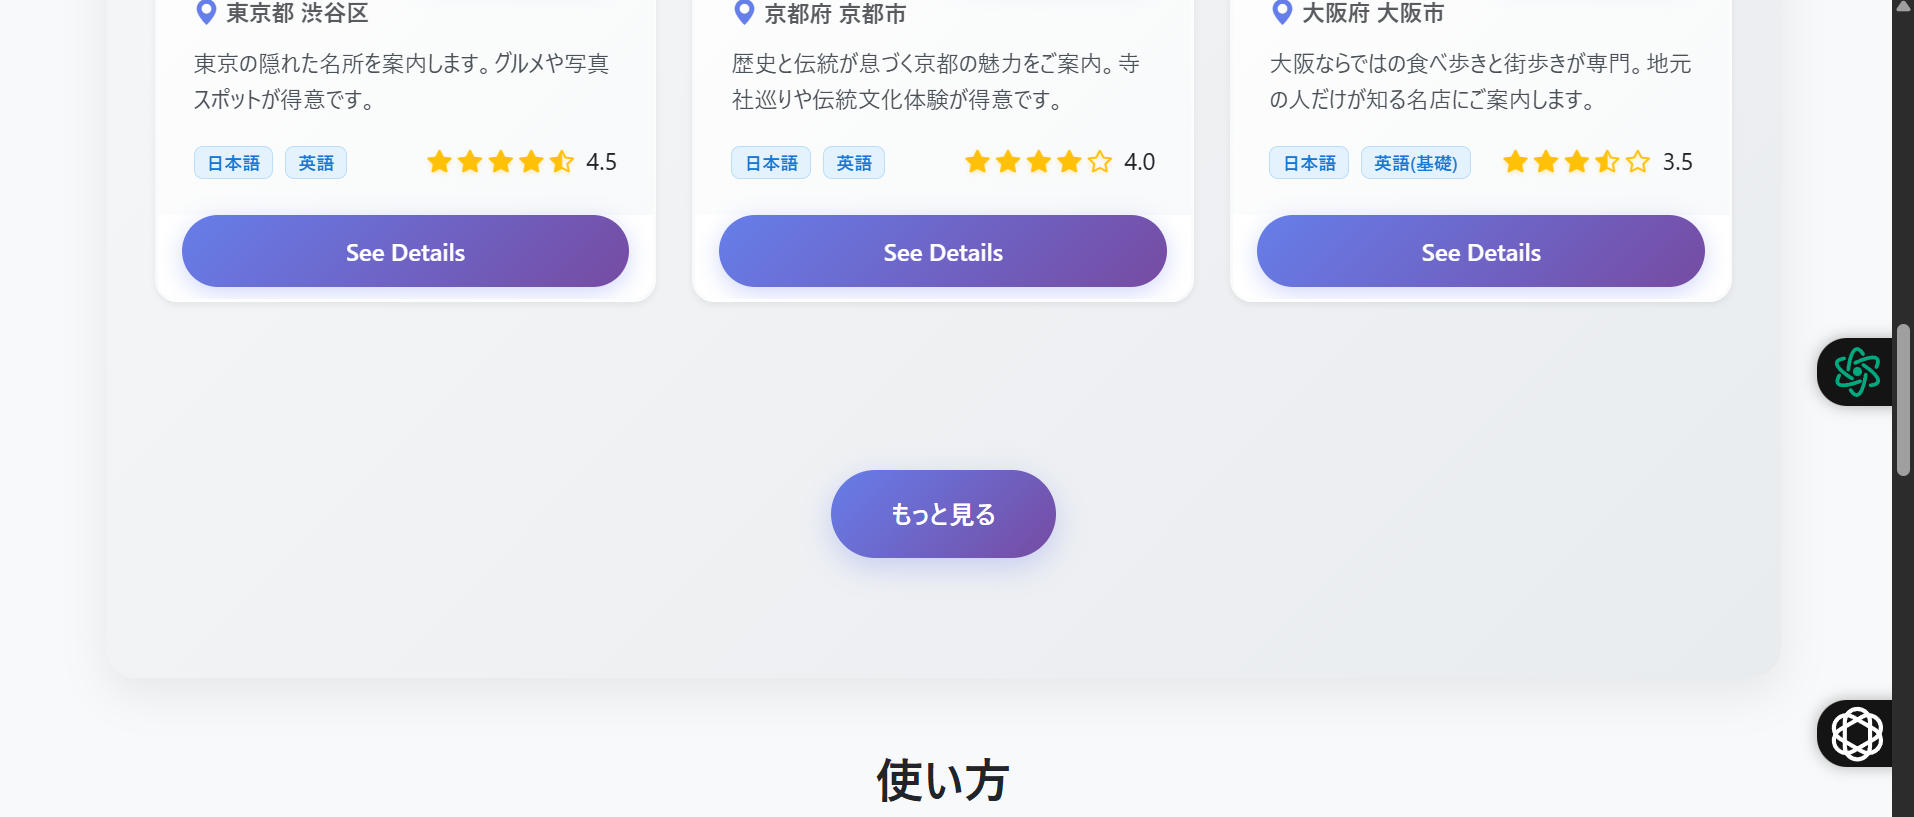 東京都 渋谷区
東京の隠れた名所を案内します。グルメや写真
スポットが得意です。
日本語 英語 4.5
See Details
京都府 京都市
歴史と伝統が息づく京都の魅力をご案内。寺
社巡りや伝統文化体験が得意です。
日本語 英語 4.0
See Details
大阪府 大阪市
大阪ならではの食べ歩きと街歩きが専門。地元
の人だけが知る名店にご案内します。
日本語 英語(基礎) 3.5
See Details
もっと見る
使い方